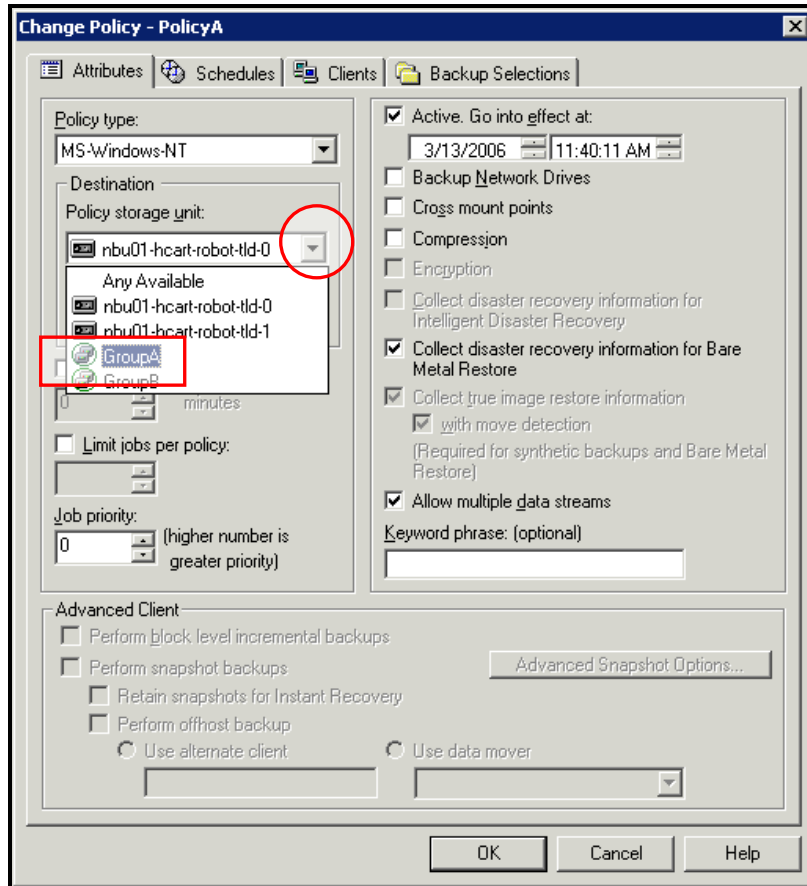 Change Policy - PolicyA
Attributes
Schedules
Clients
Backup Selections
Policy type:
MS-Windows-NT
Destination
Policy storage unit:
nbu01-hcart-robot-tld-0
Any Available
nbu01-hcart-robot-tld-0
nbu01-hcart-robot-tld-1
GroupA
GroupB
0
minutes
Limit jobs per policy:
Job priority:
0
(higher number is
greater priority)
Active. Go into effect at:
3/13/2006
11:40:11 AM
Backup Network Drives
Cross mount points
Compression
Encryption
Collect disaster recovery information for
Intelligent Disaster Recovery
Collect disaster recovery information for Bare
Metal Restore
Collect true image restore information
with move detection
(Required for synthetic backups and Bare Metal
Restore)
Allow multiple data streams
Keyword phrase: (optional)
Advanced Client
Perform block level incremental backups
Perform snapshot backups
Advanced Snapshot Options...
Retain snapshots for Instant Recovery
Perform offhost backup
Use alternate client
Use data mover
OK
Cancel
Help